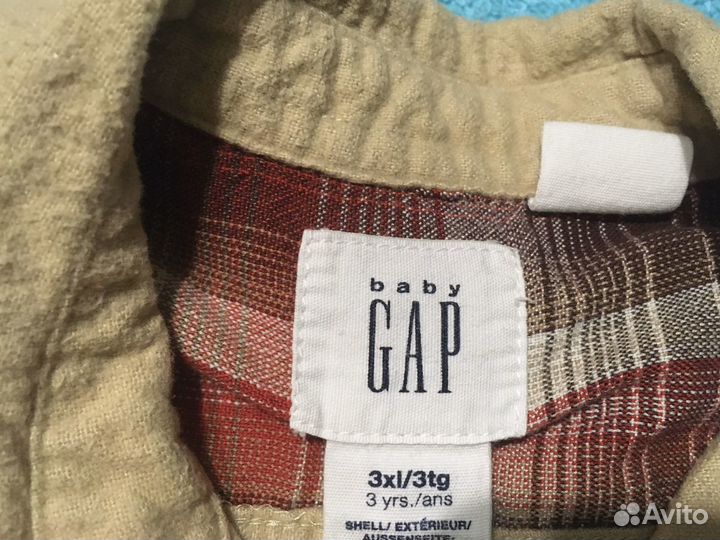 baby
GAP
3xl/3tg
3 yrs./ans
SHELL/ EXTÉRIEUR/
AUSSENSEITE:
Avito